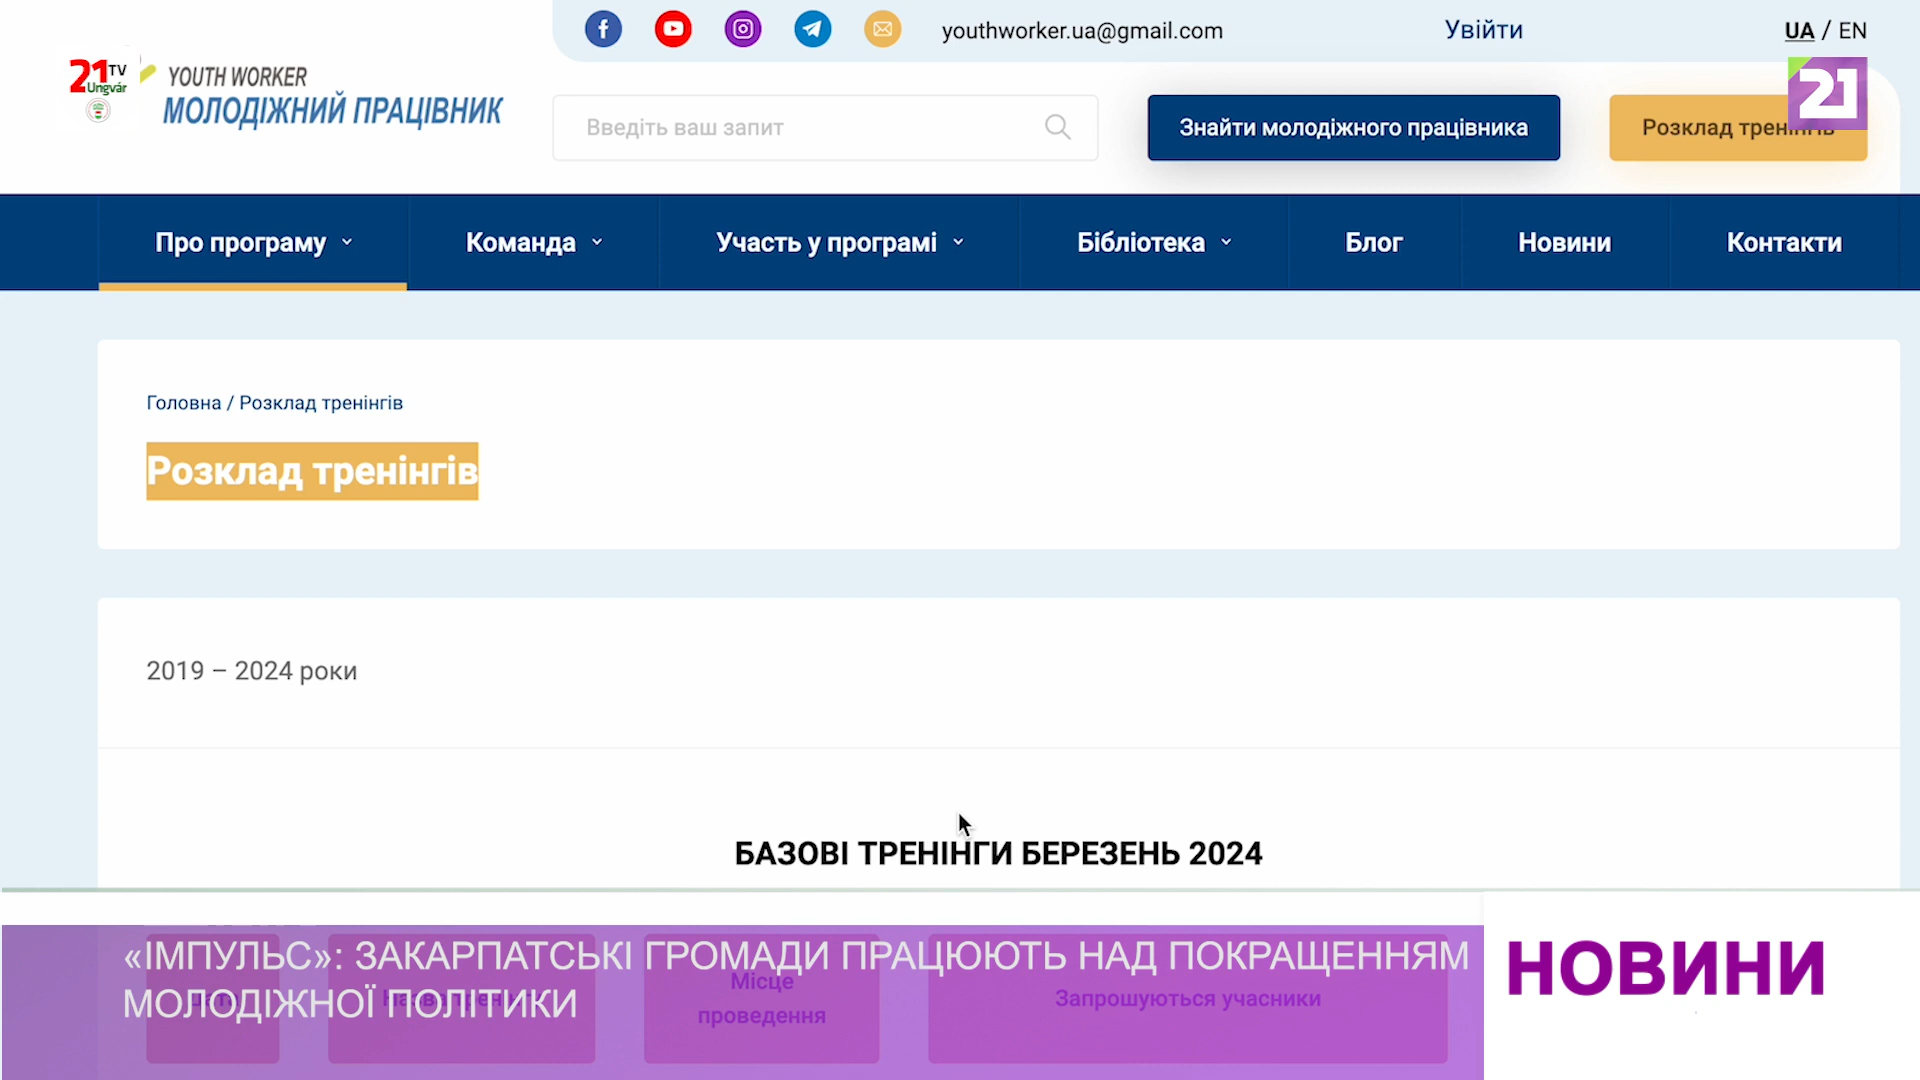 youthworker.ua@gmail.com
Увійти
UA / EN
21 TV
Ungvár
YOUTH WORKER
МОЛОДІЖНИЙ ПРАЦІВНИК
Введіть ваш запит
Знайти молодіжного працівника
Розклад тренінгів
21
Про програму
Команда
Участь у програмі
Бібліотека
Блог
Новини
Контакти
Головна / Розклад тренінгів
Розклад тренінгів
2019 – 2024 роки
БАЗОВІ ТРЕНІНГИ БЕРЕЗЕНЬ 2024
«ІМПУЛЬС»: ЗАКАРПАТСЬКІ ГРОМАДИ ПРАЦЮЮТЬ НАД ПОКРАЩЕННЯМ
МОЛОДІЖНОЇ ПОЛІТИКИ
Місце
проведення
Запрошуються учасники
НОВИНИ